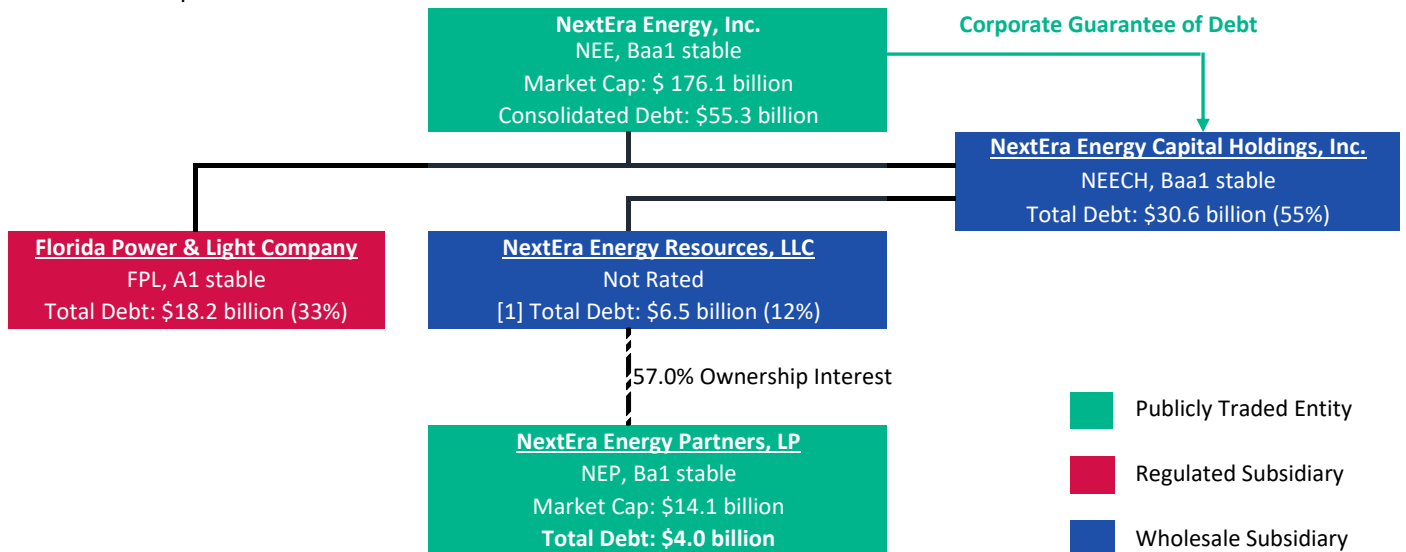 NextEra Energy, Inc.
NEE, Baa1 stable
Market Cap: $ 176.1 billion
Consolidated Debt: $55.3 billion
Corporate Guarantee of Debt
NextEra Energy Capital Holdings, Inc.
NEECH, Baa1 stable
Total Debt: $30.6 billion (55%)
Florida Power & Light Company
FPL, A1 stable
Total Debt: $18.2 billion (33%)
NextEra Energy Resources, LLC
Not Rated
[1] Total Debt: $6.5 billion (12%)
57.0% Ownership Interest
NextEra Energy Partners, LP
NEP, Ba1 stable
Market Cap: $14.1 billion
Total Debt: $4.0 billion
Publicly Traded Entity
Regulated Subsidiary
Wholesale Subsidiary